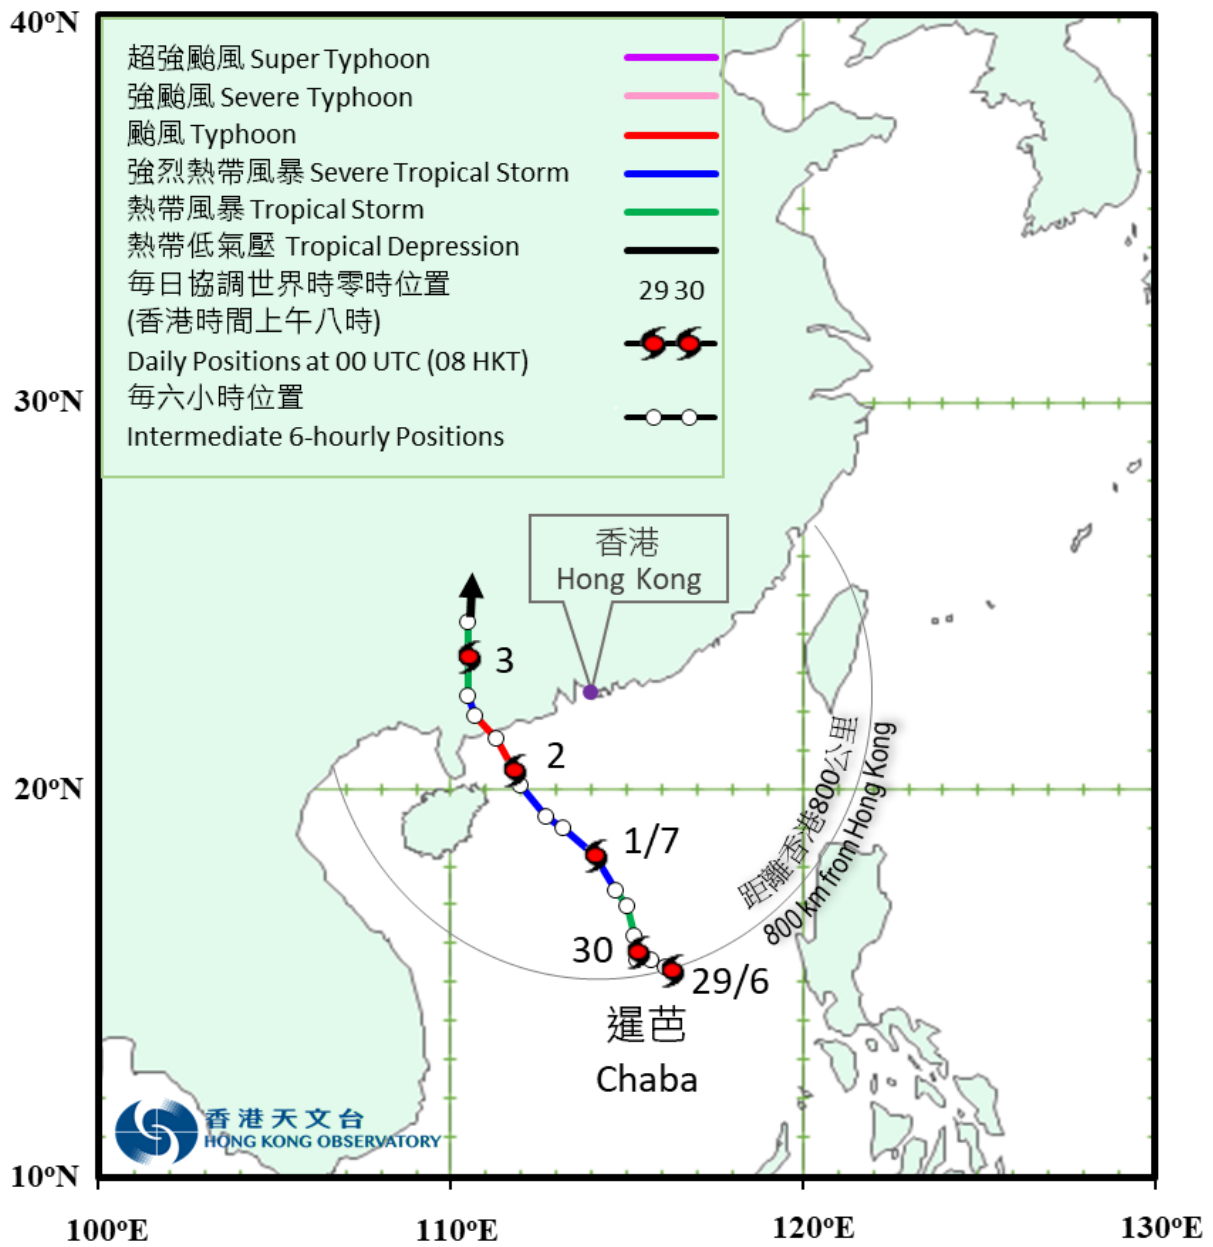 40ºN
超強颱風 Super Typhoon
強颱風 Severe Typhoon
颱風 Typhoon
強烈熱帶風暴 Severe Tropical Storm
熱帶風暴 Tropical Storm
熱帶低氣壓 Tropical Depression
每日協調世界時零時位置
29 30
(香港時間上午八時)
Daily Positions at 00 UTC (08 HKT)
每六小時位置
Intermediate 6-hourly Positions
30ºN
香港
Hong Kong
3
2
20ºN
1/7
距離香港800公里
800 km from Hong Kong
30
29/6
暹芭
Chaba
香港天文台
HONG KONG OBSERVATORY
10ºN
100ºE
110ºE
120ºE
130ºE